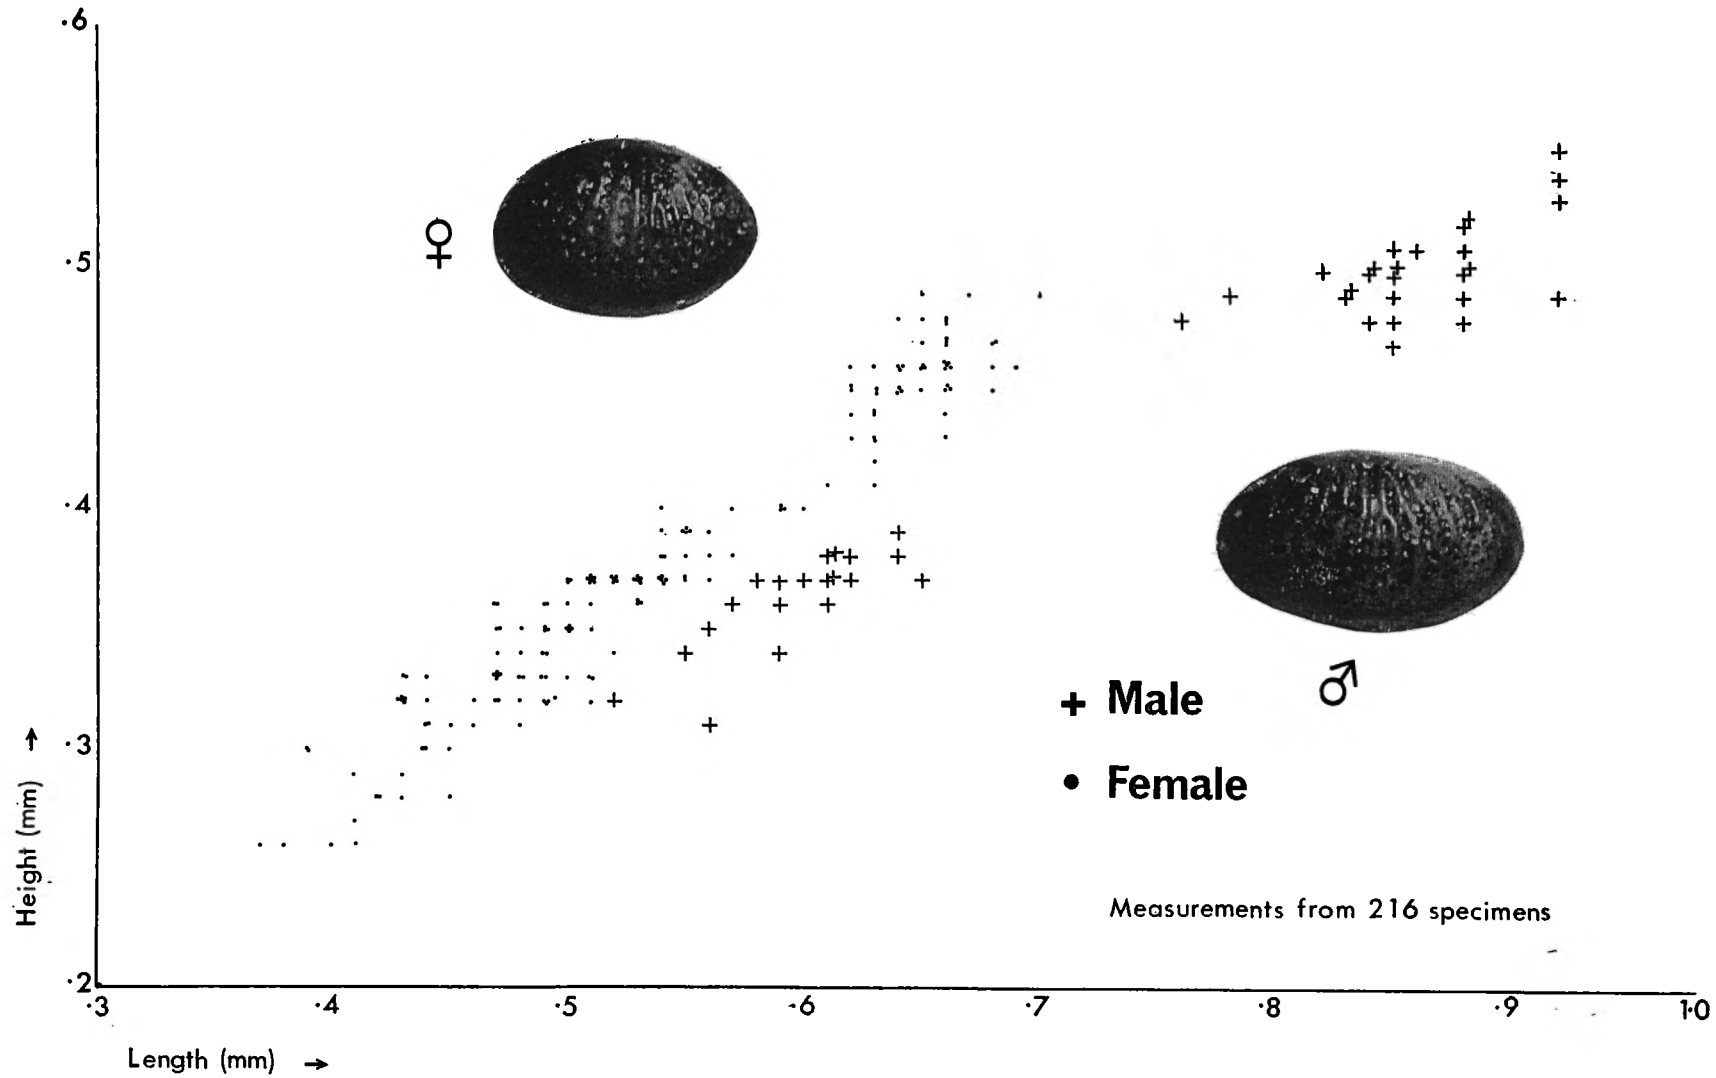 ·6
·5
·4
·3
·2
Height (mm) →
♀
♂
+ Male
• Female
Measurements from 216 specimens
·3 ·4 ·5 ·6 ·7 ·8 ·9 1·0
Length (mm) →